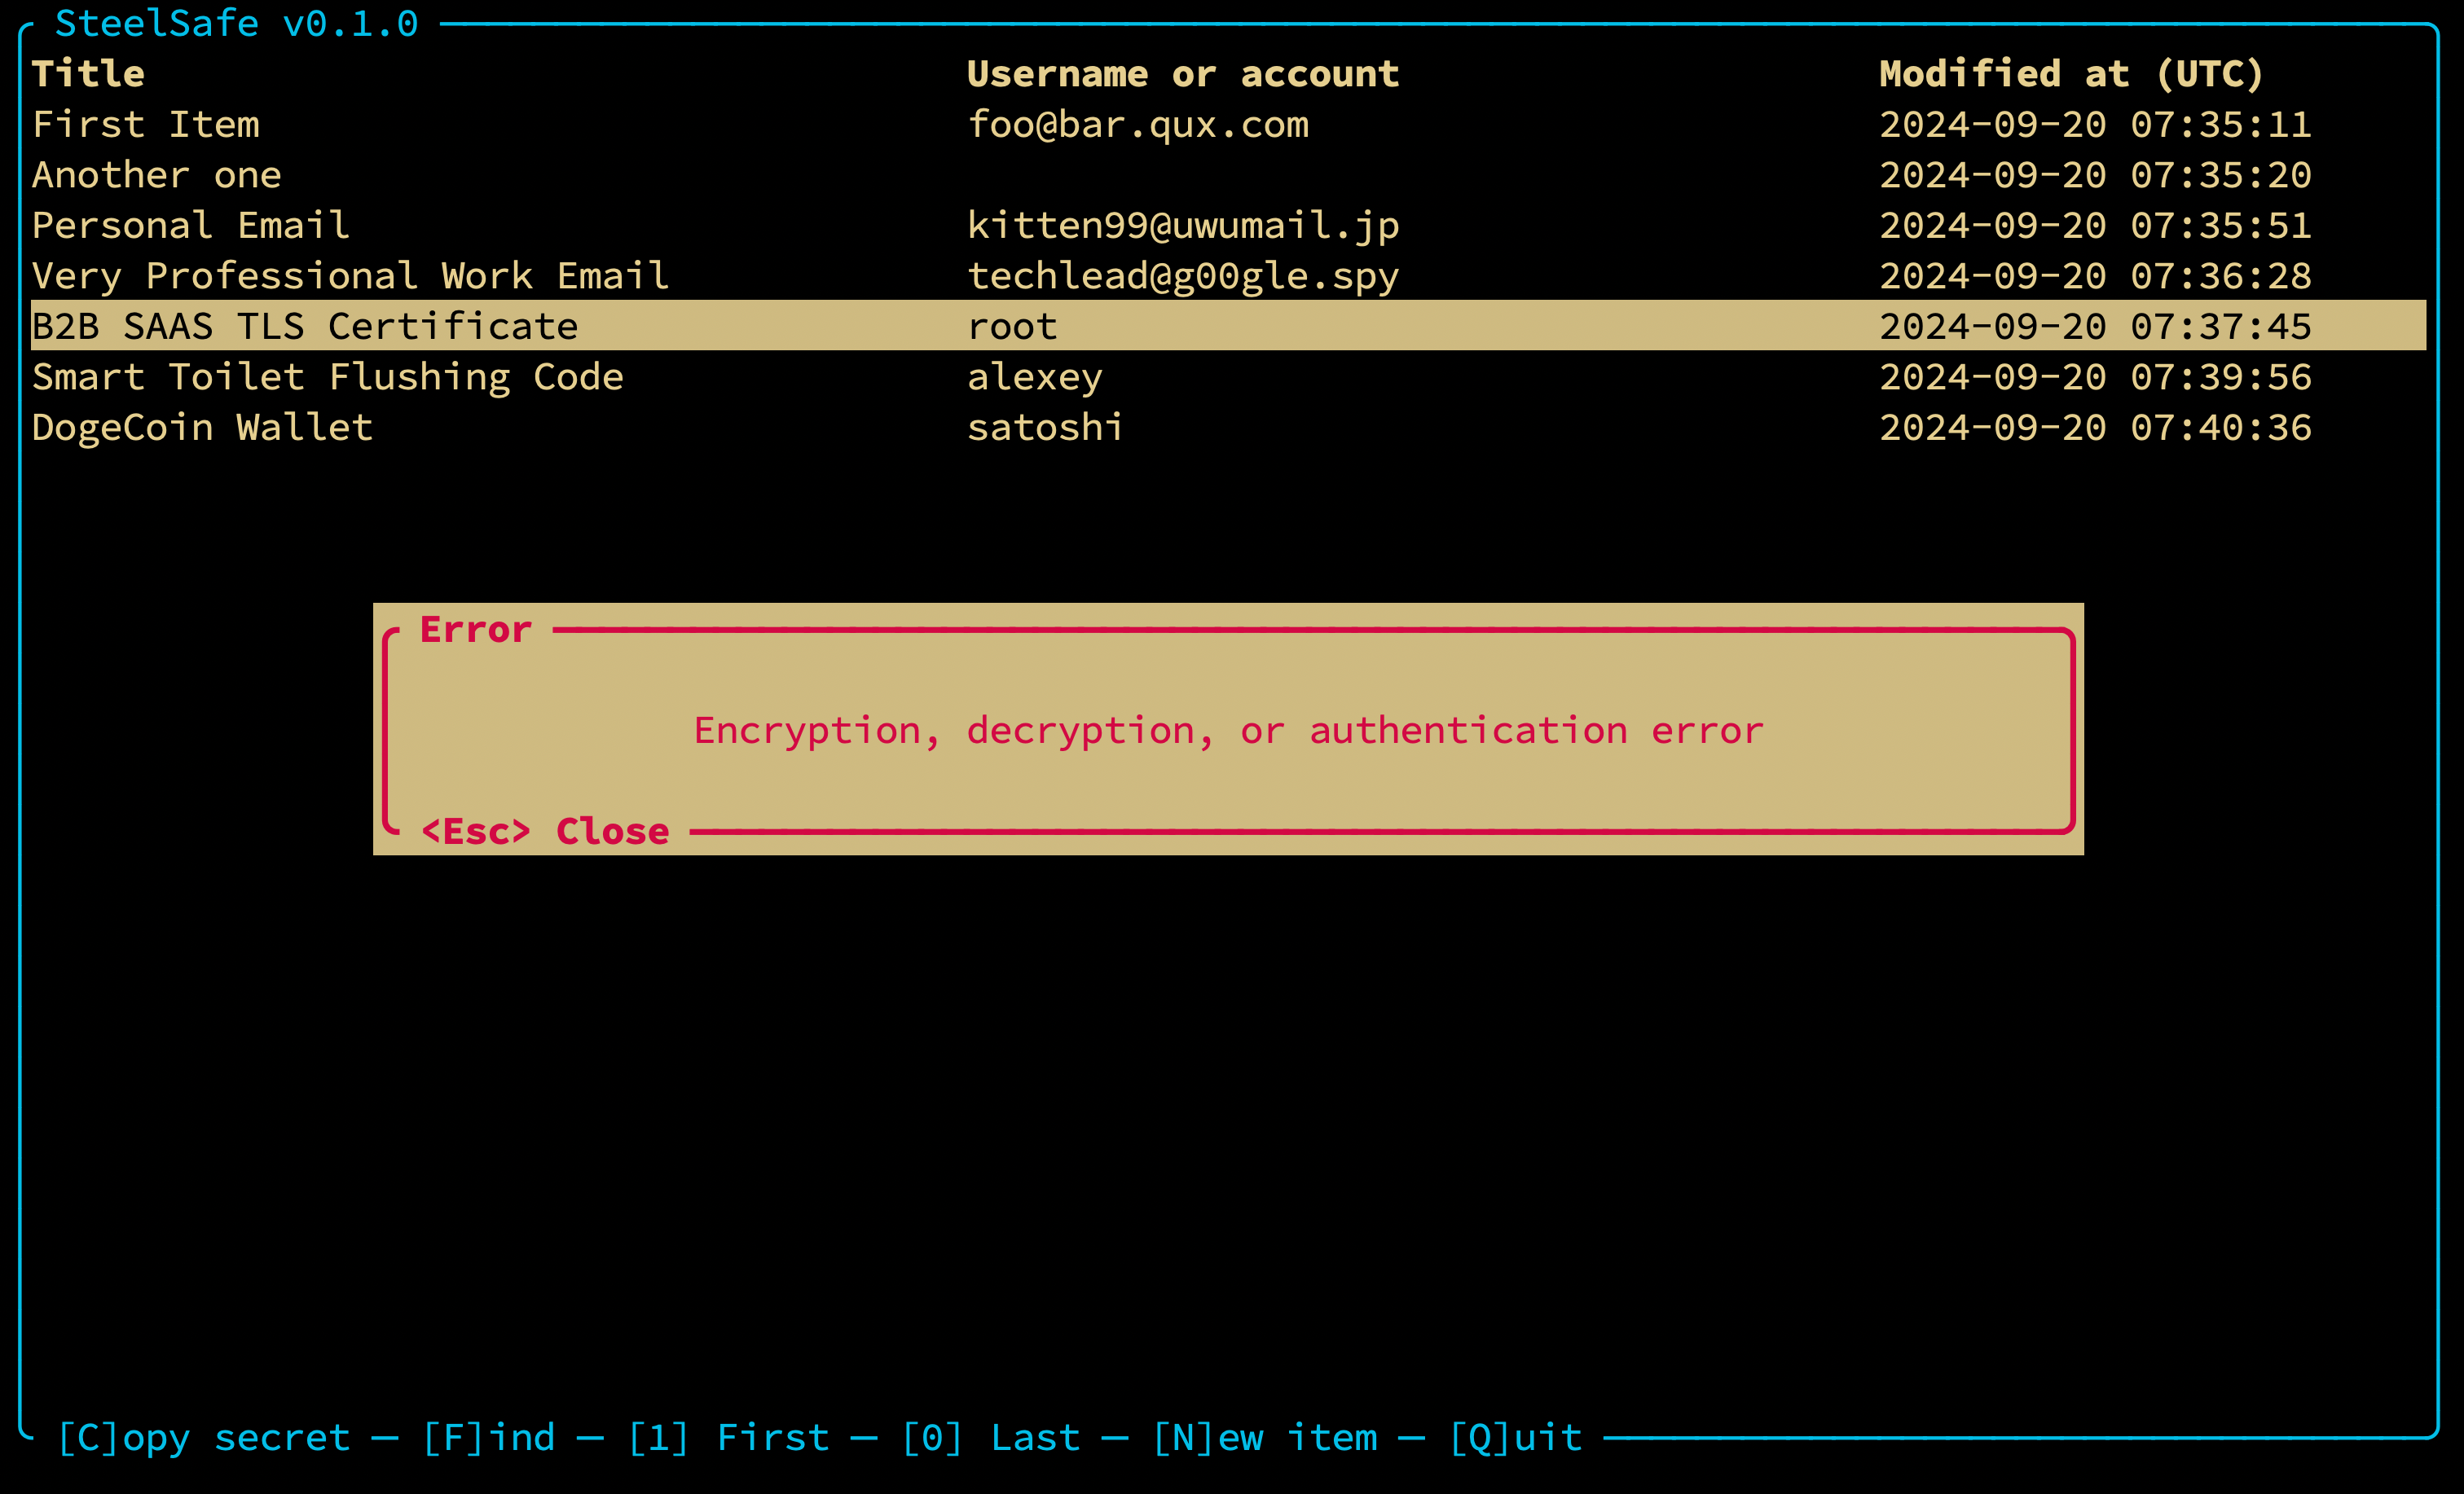 SteelSafe v0.1.0
Title Username or account Modified at (UTC)
First Item foo@bar.qux.com 2024-09-20 07:35:11
Another one 2024-09-20 07:35:20
Personal Email kitten99@uwumail.jp 2024-09-20 07:35:51
Very Professional Work Email techlead@g00gle.spy 2024-09-20 07:36:28
B2B SAAS TLS Certificate root 2024-09-20 07:37:45
Smart Toilet Flushing Code alexey 2024-09-20 07:39:56
DogeCoin Wallet satoshi 2024-09-20 07:40:36
Error
Encryption, decryption, or authentication error
<Esc> Close
[C]opy secret — [F]ind — [1] First — [0] Last — [N]ew item — [Q]uit